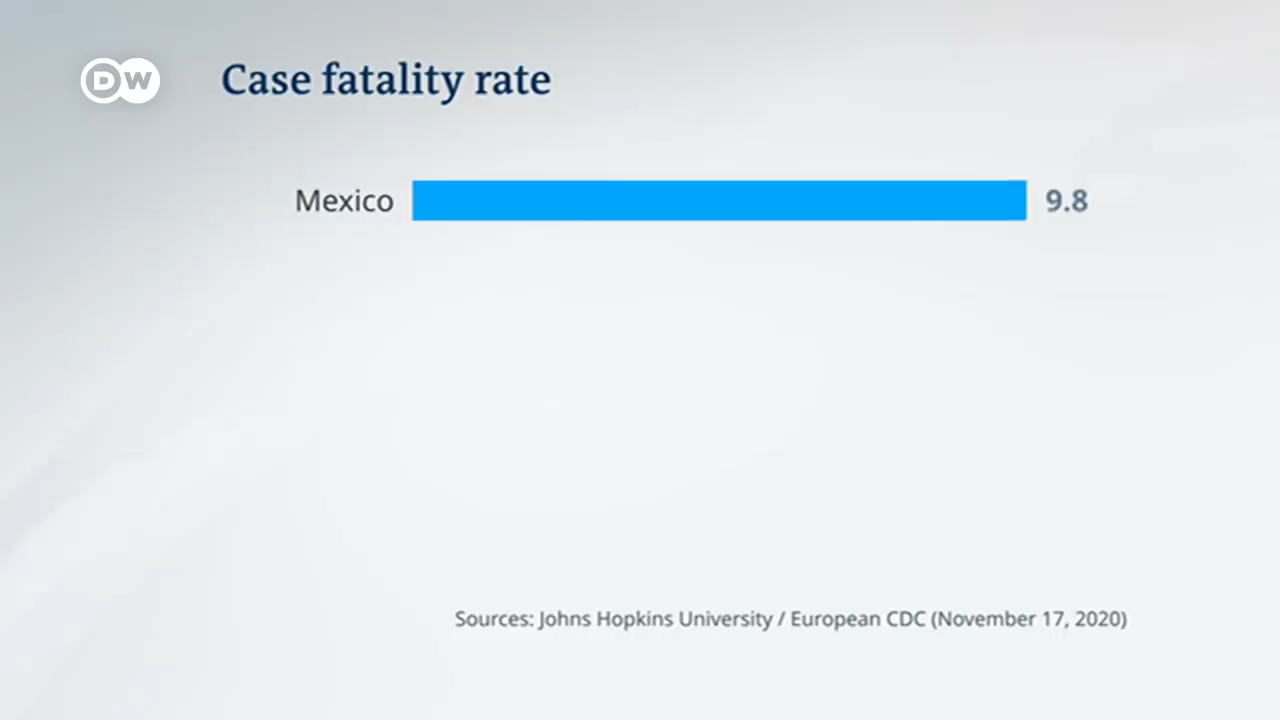 DW
Case fatality rate
Mexico 9.8
Sources: Johns Hopkins University / European CDC (November 17, 2020)